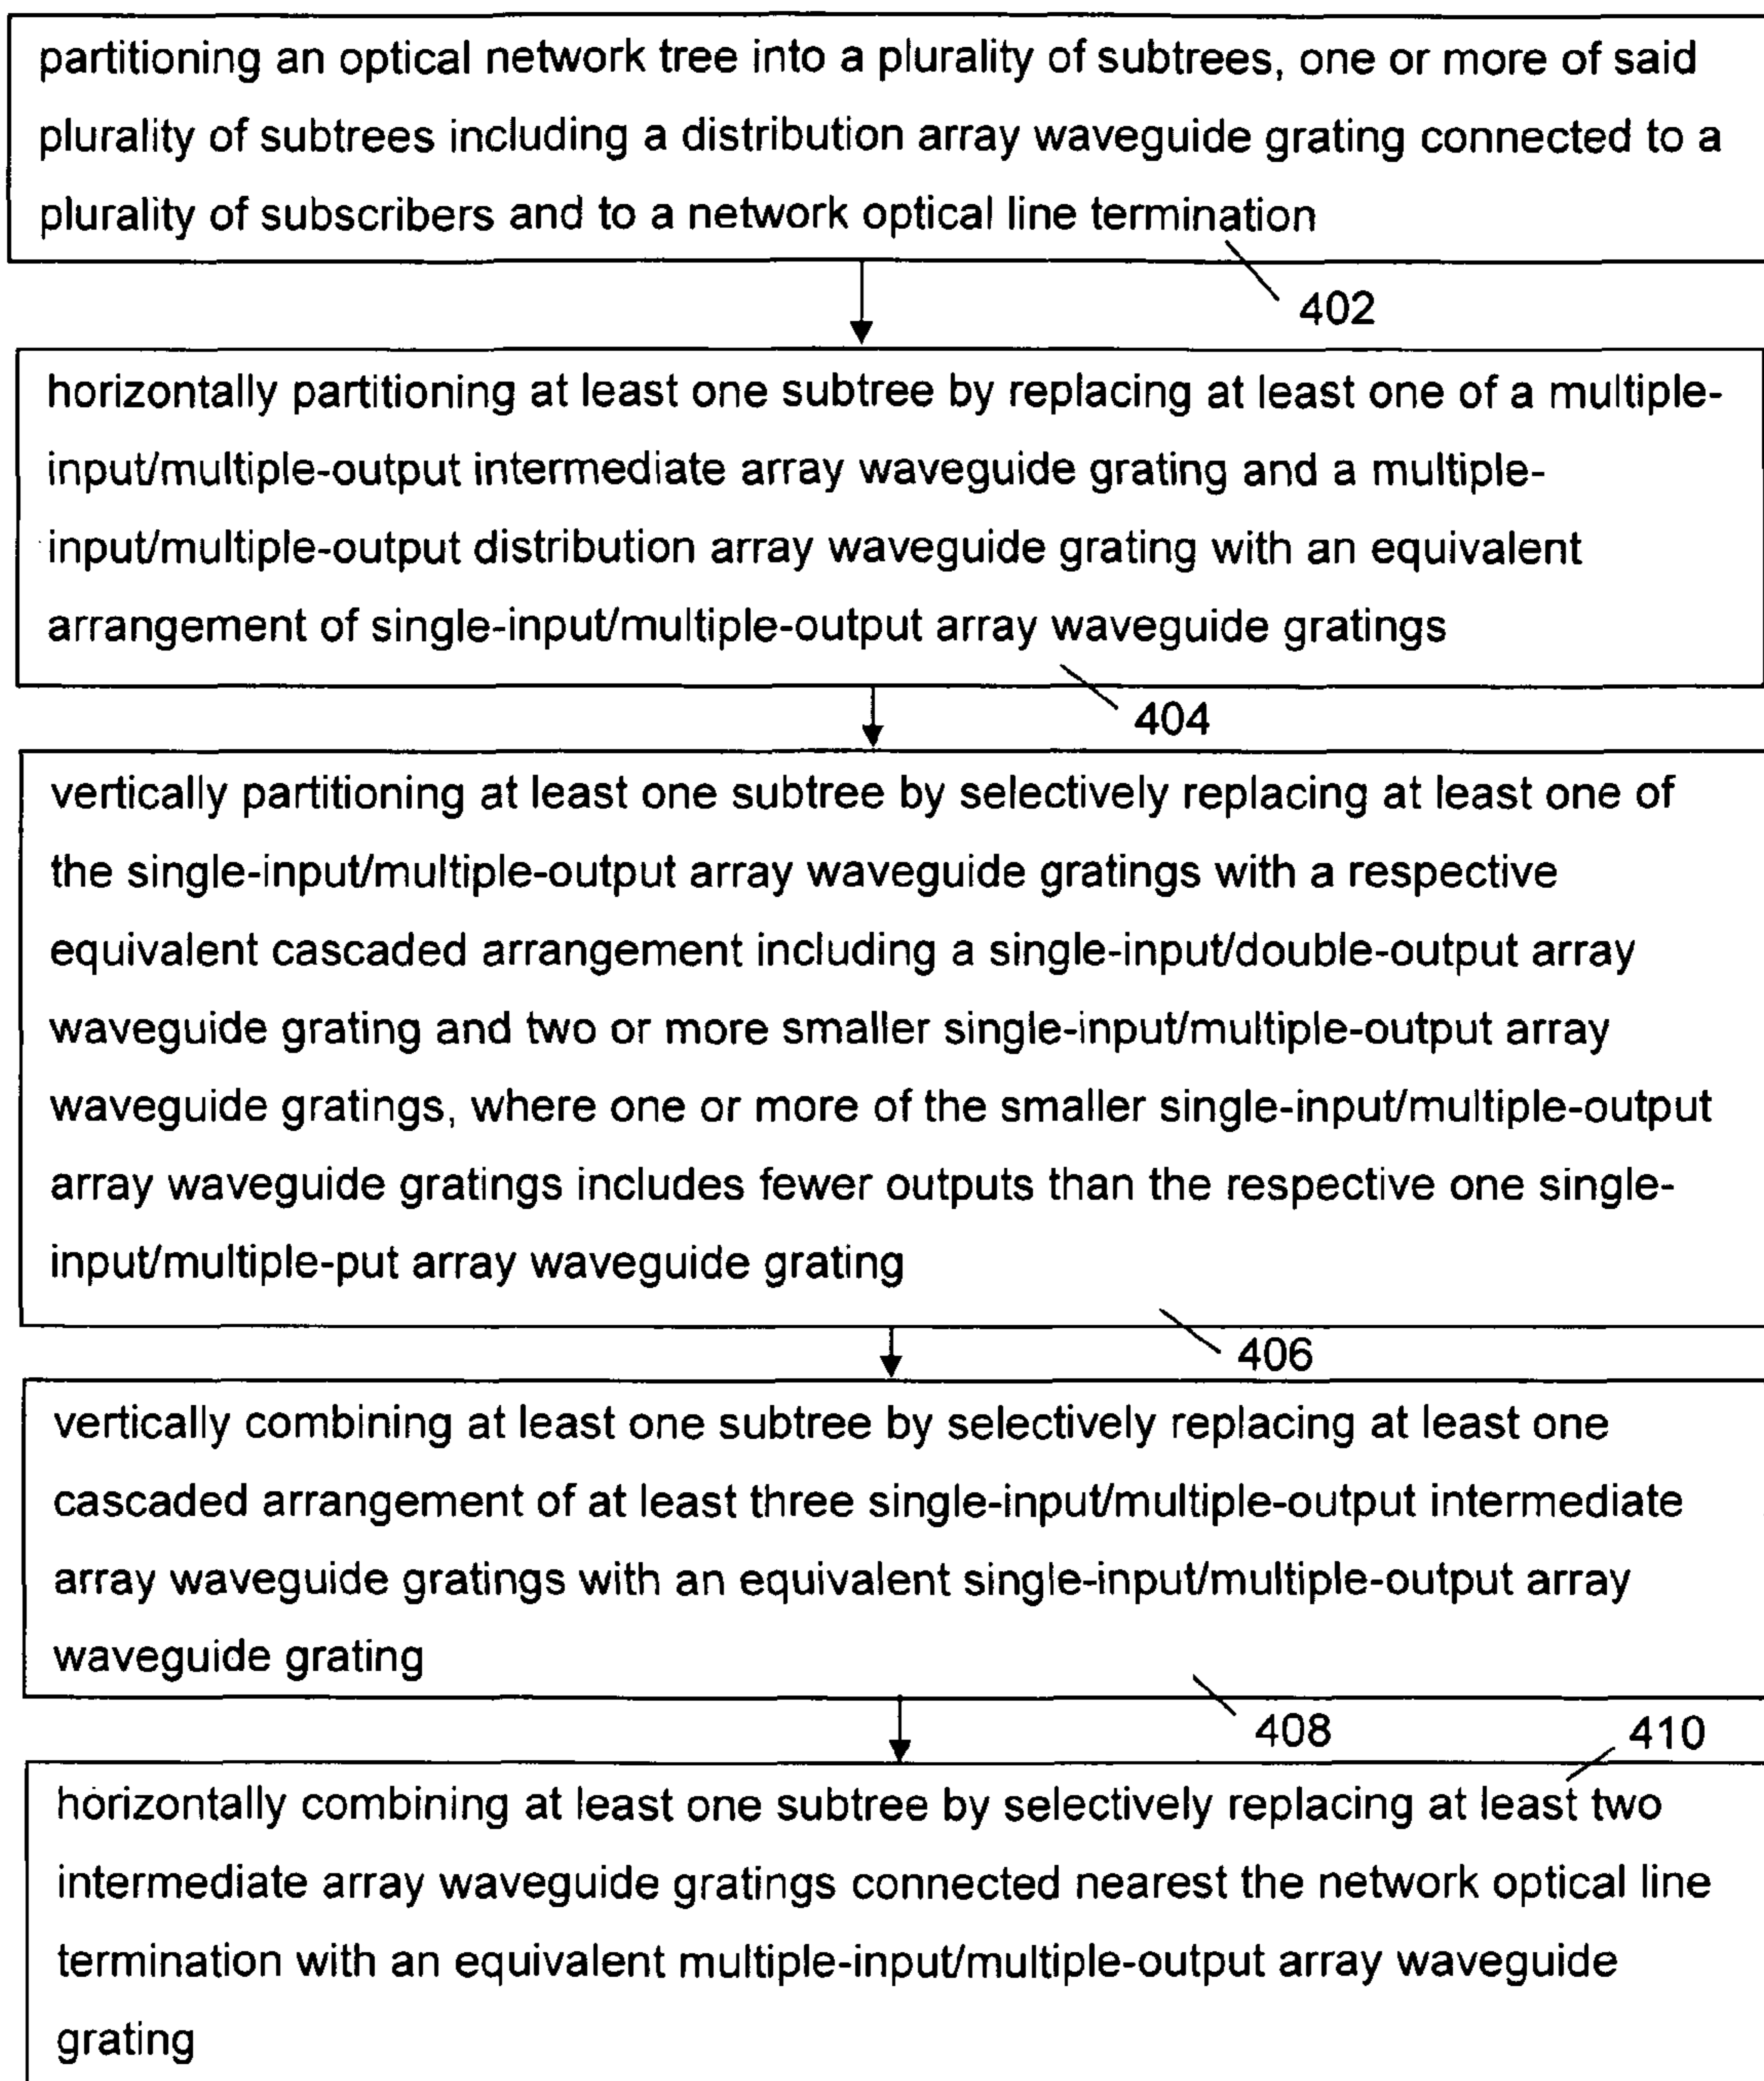 partitioning an optical network tree into a plurality of subtrees, one or more of said
plurality of subtrees including a distribution array waveguide grating connected to a
plurality of subscribers and to a network optical line termination
402
horizontally partitioning at least one subtree by replacing at least one of a multiple-
input/multiple-output intermediate array waveguide grating and a multiple-
input/multiple-output distribution array waveguide grating with an equivalent
arrangement of single-input/multiple-output array waveguide gratings
404
vertically partitioning at least one subtree by selectively replacing at least one of
the single-input/multiple-output array waveguide gratings with a respective
equivalent cascaded arrangement including a single-input/double-output array
waveguide grating and two or more smaller single-input/multiple-output array
waveguide gratings, where one or more of the smaller single-input/multiple-output
array waveguide gratings includes fewer outputs than the respective one single-
input/multiple-put array waveguide grating
406
vertically combining at least one subtree by selectively replacing at least one
cascaded arrangement of at least three single-input/multiple-output intermediate
array waveguide gratings with an equivalent single-input/multiple-output array
waveguide grating
408
410
horizontally combining at least one subtree by selectively replacing at least two
intermediate array waveguide gratings connected nearest the network optical line
termination with an equivalent multiple-input/multiple-output array waveguide
grating